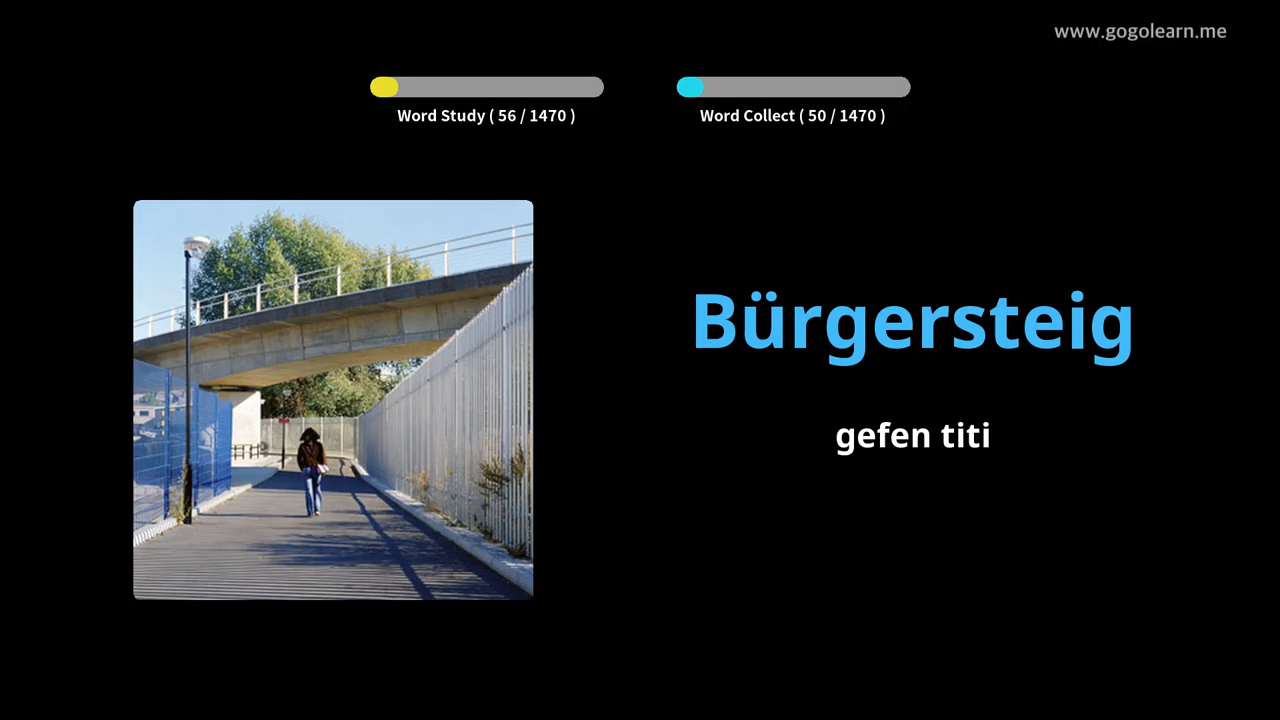 www.gogolearn.me
Word Study ( 56 / 1470 )
Word Collect ( 50 / 1470 )
Bürgersteig
gefen titi